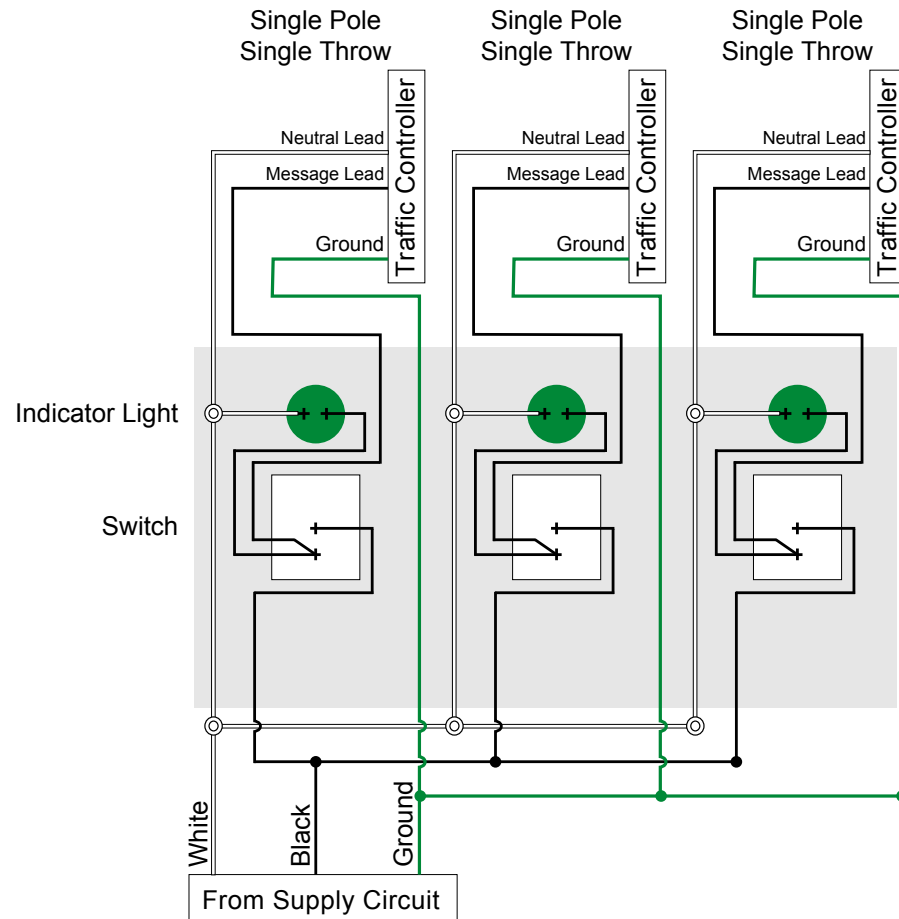 Single Pole
Single Throw
Single Pole
Single Throw
Single Pole
Single Throw
Traffic Controller
Neutral Lead
Message Lead
Ground
Traffic Controller
Neutral Lead
Message Lead
Ground
Traffic Controller
Neutral Lead
Message Lead
Ground
Indicator Light
Switch
White
Black
Ground
From Supply Circuit